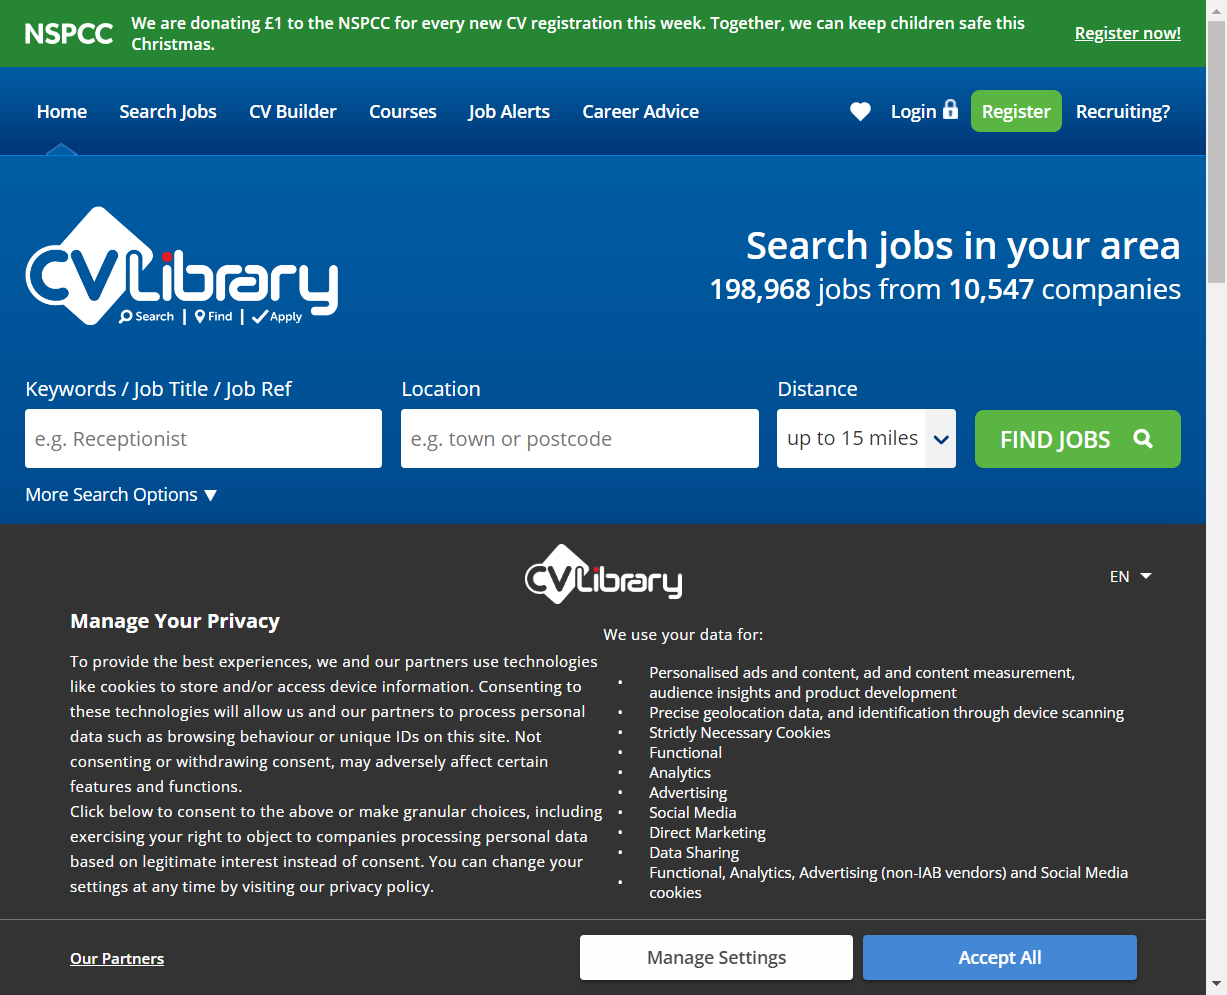 NSPCC
We are donating £1 to the NSPCC for every new CV registration this week. Together, we can keep children safe this
Christmas.
Register now!
Home Search Jobs CV Builder Courses Job Alerts Career Advice Login Register Recruiting?
CVLibrary
Search | Find | Apply
Search jobs in your area
198,968 jobs from 10,547 companies
Keywords / Job Title / Job Ref Location Distance
e.g. Receptionist e.g. town or postcode up to 15 miles FIND JOBS
More Search Options ▼
CVLibrary
EN
Manage Your Privacy
To provide the best experiences, we and our partners use technologies
like cookies to store and/or access device information. Consenting to
these technologies will allow us and our partners to process personal
data such as browsing behaviour or unique IDs on this site. Not
consenting or withdrawing consent, may adversely affect certain
features and functions.
Click below to consent to the above or make granular choices, including
exercising your right to object to companies processing personal data
based on legitimate interest instead of consent. You can change your
settings at any time by visiting our privacy policy.
We use your data for:
• Personalised ads and content, ad and content measurement,
audience insights and product development
• Precise geolocation data, and identification through device scanning
• Strictly Necessary Cookies
• Functional
• Analytics
• Advertising
• Social Media
• Direct Marketing
• Data Sharing
• Functional, Analytics, Advertising (non-IAB vendors) and Social Media
cookies
Our Partners Manage Settings Accept All